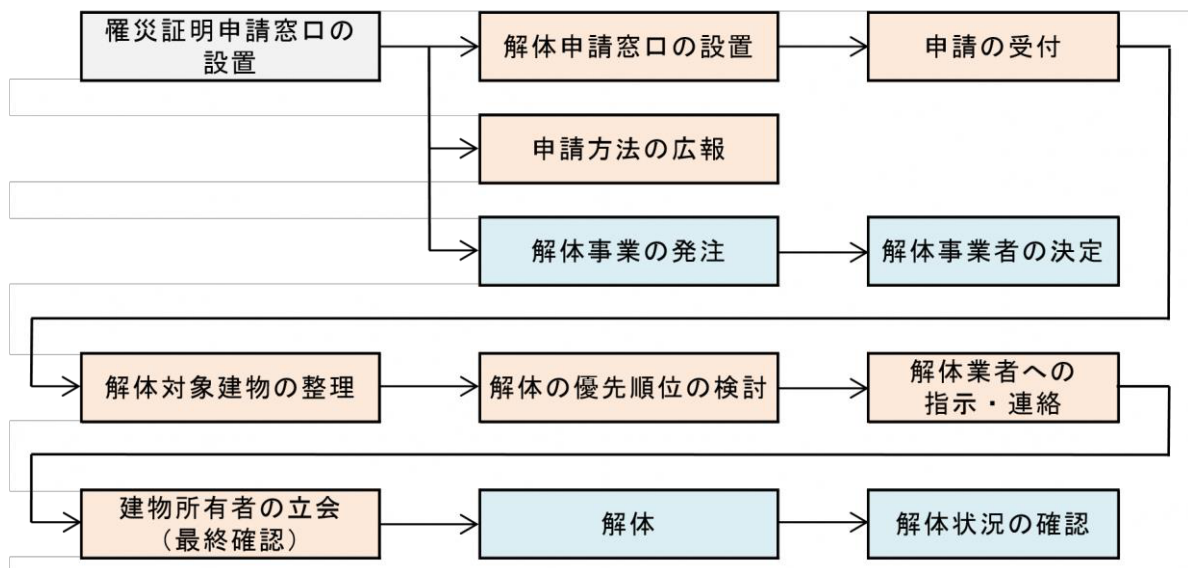 罹災証明申請窓口の
設置
解体申請窓口の設置
申請の受付
申請方法の広報
解体事業の発注
解体事業者の決定
解体対象建物の整理
解体の優先順位の検討
解体業者への
指示・連絡
建物所有者の立会
（最終確認）
解体
解体状況の確認